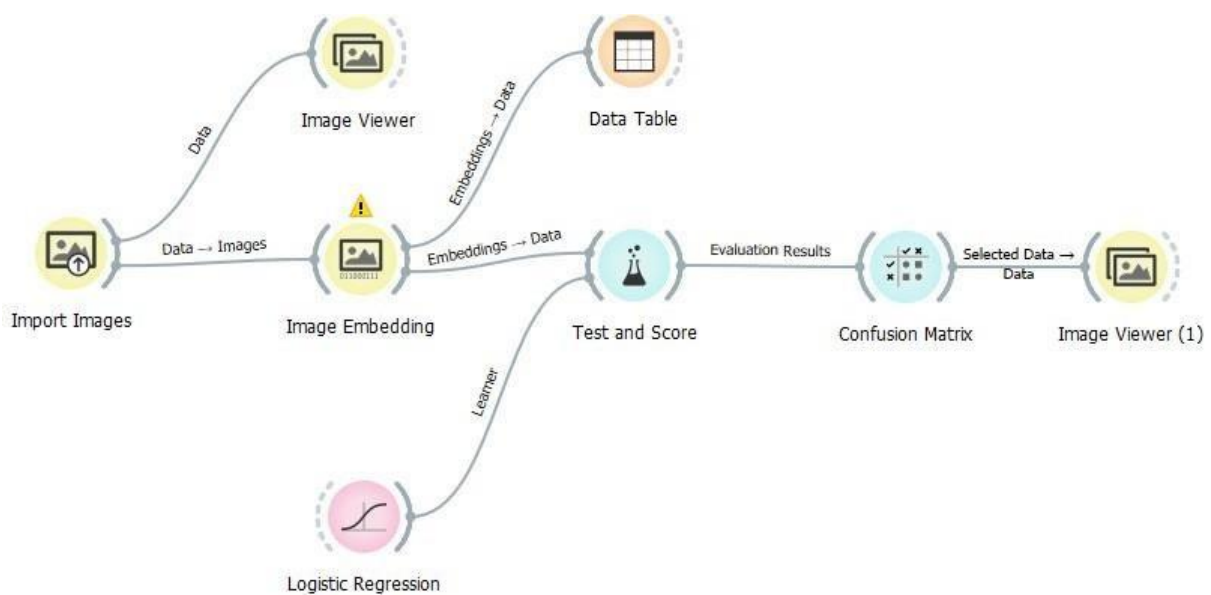 Image Viewer
Data Table
Data
Embeddings → Data
Data → Images
Embeddings → Data
Evaluation Results
Selected Data →
Data
Import Images
011000111
Image Embedding
Test and Score
Confusion Matrix
Image Viewer (1)
Learner
Logistic Regression